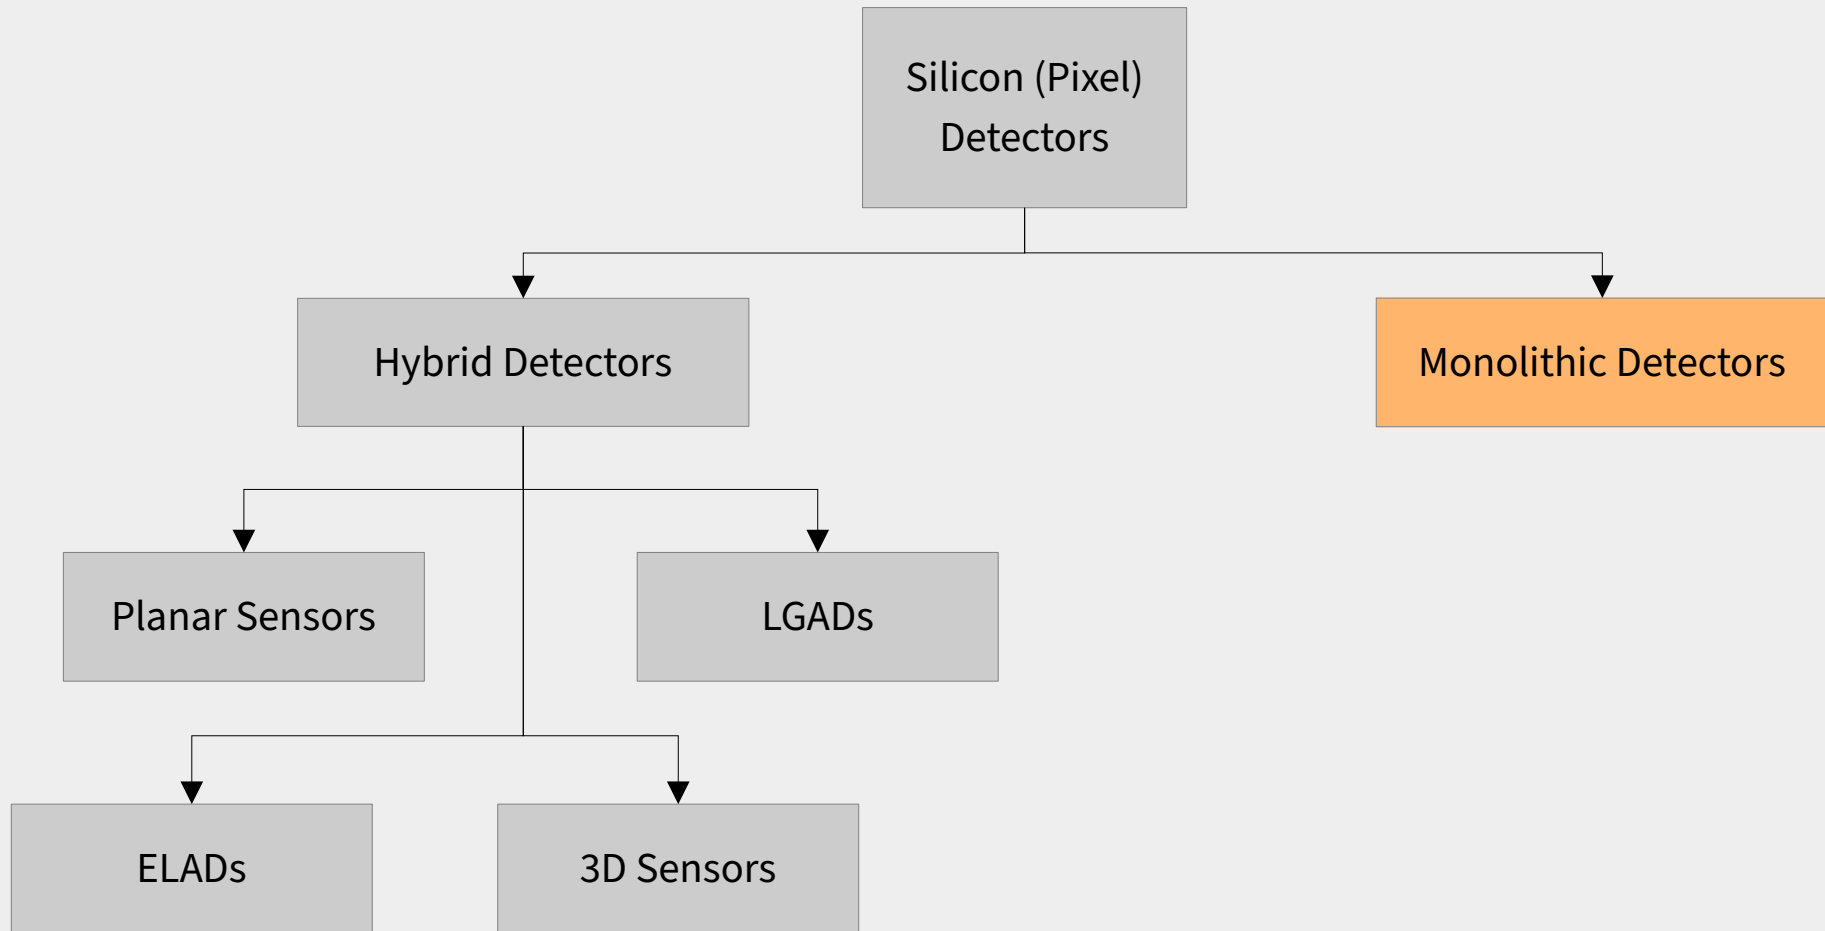 Silicon (Pixel)
Detectors
Hybrid Detectors
Monolithic Detectors
Planar Sensors
LGADs
ELADs
3D Sensors